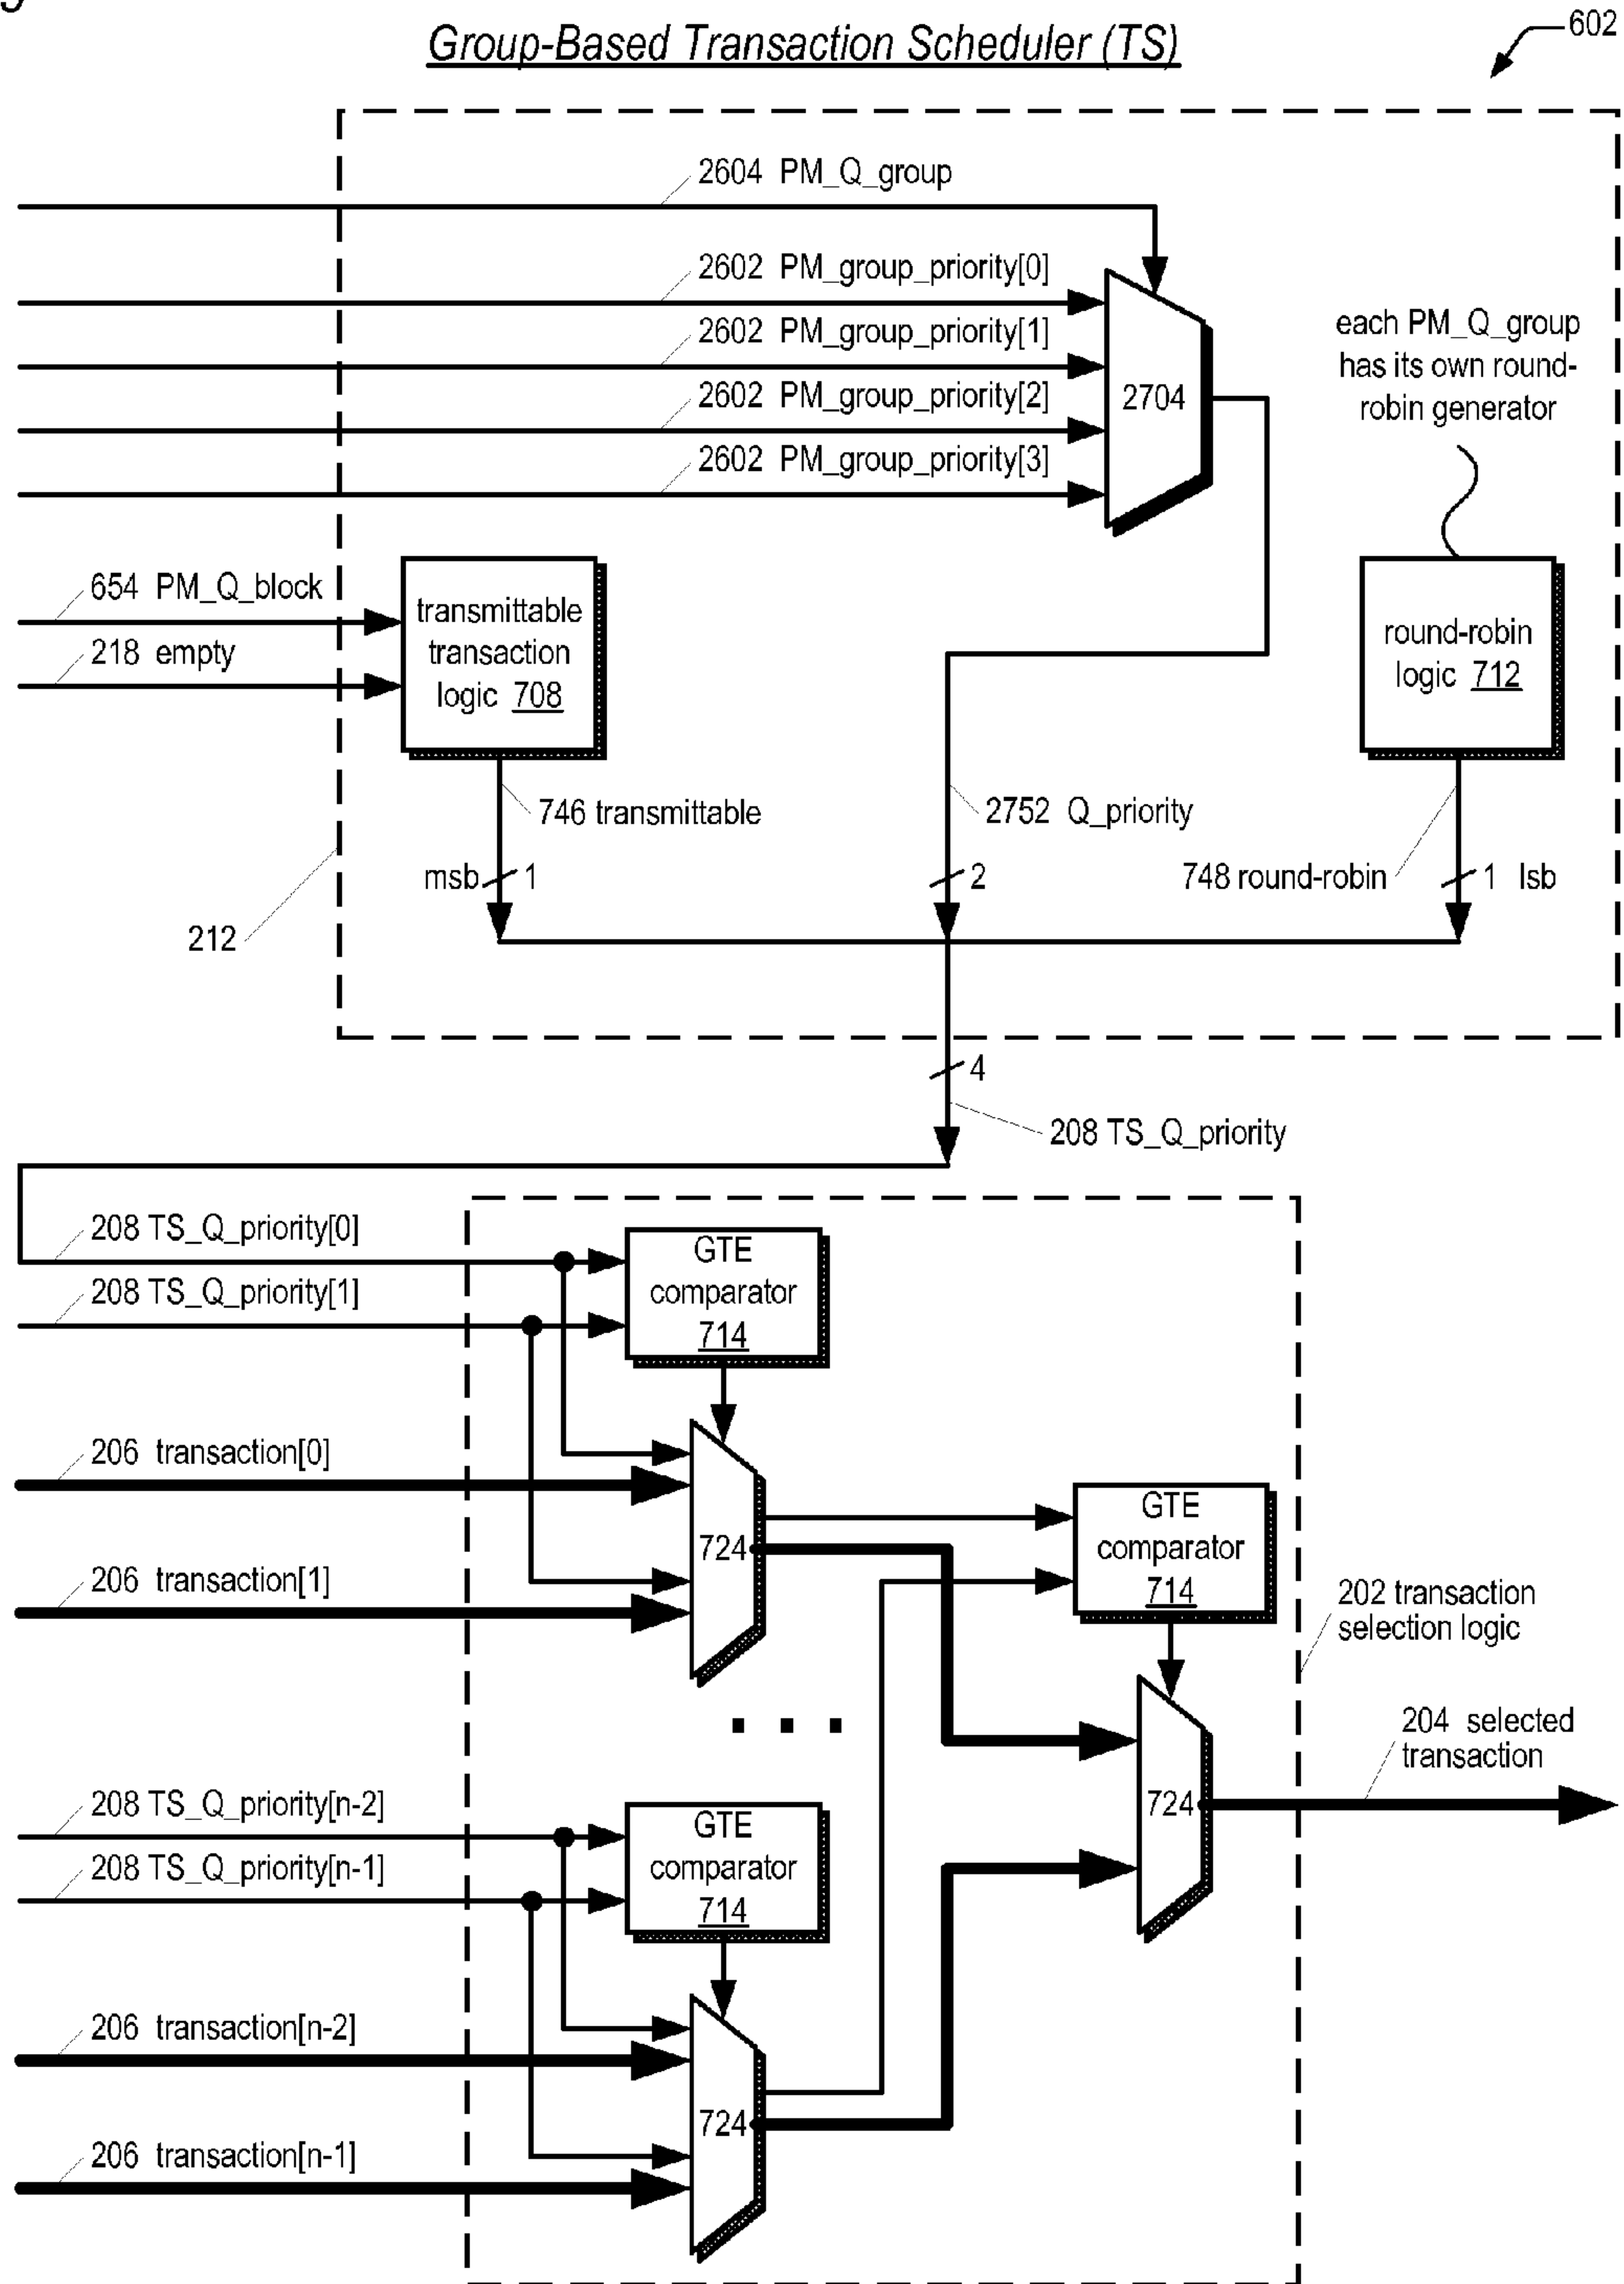 Group-Based Transaction Scheduler (TS)
602
2604 PM_Q_group
2602 PM_group_priority[0]
2602 PM_group_priority[1]
2602 PM_group_priority[2]
2602 PM_group_priority[3]
2704
each PM_Q_group
has its own round-
robin generator
654 PM_Q_block
218 empty
transmittable
transaction
logic 708
round-robin
logic 712
746 transmittable
2752 Q_priority
748 round-robin
msb 1
2
1 lsb
212
4
208 TS_Q_priority
208 TS_Q_priority[0]
208 TS_Q_priority[1]
GTE
comparator
714
206 transaction[0]
206 transaction[1]
724
GTE
comparator
714
202 transaction
selection logic
204 selected
transaction
724
208 TS_Q_priority[n-2]
208 TS_Q_priority[n-1]
GTE
comparator
714
206 transaction[n-2]
206 transaction[n-1]
724